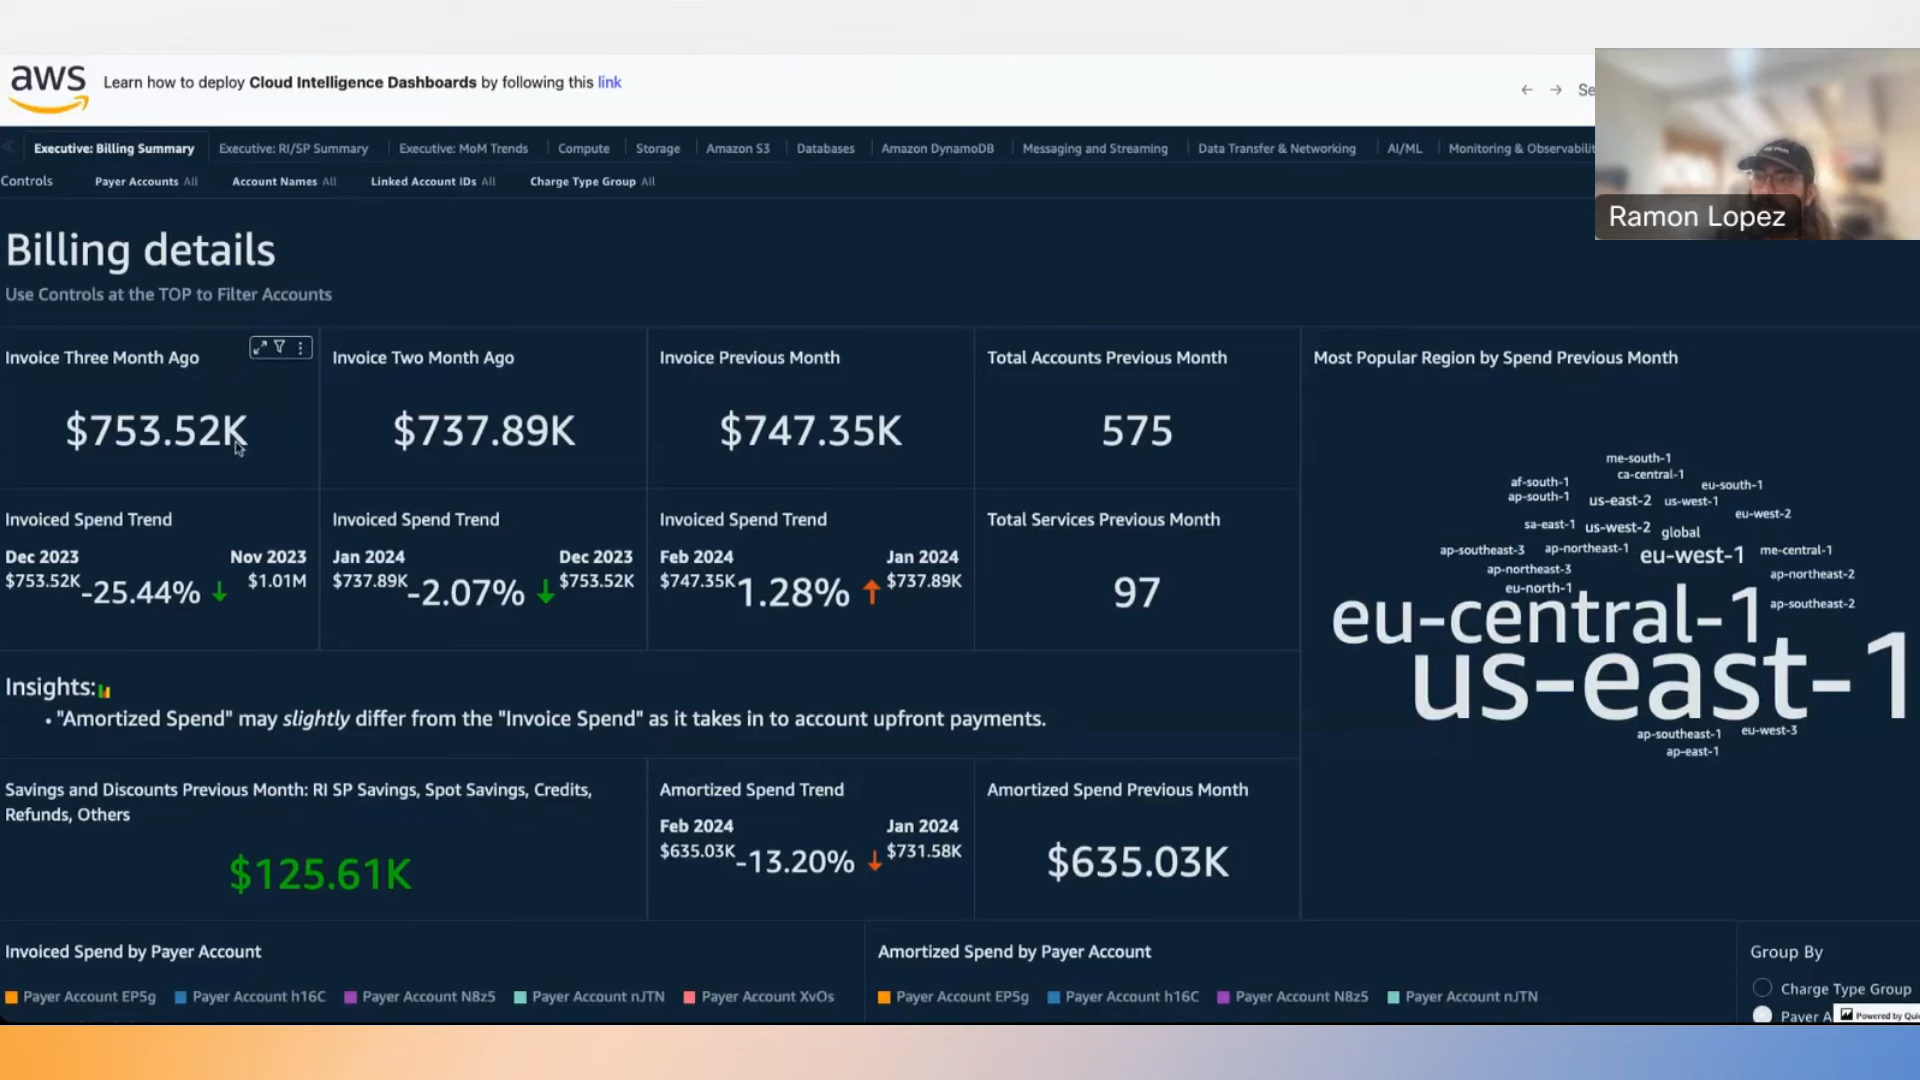 aws
Learn how to deploy Cloud Intelligence Dashboards by following this link
Se
Ramon Lopez
Executive: Billing Summary
Executive: RI/SP Summary
Executive: MoM Trends
Compute
Storage
Amazon S3
Databases
Amazon DynamoDB
Messaging and Streaming
Data Transfer & Networking
AI/ML
Monitoring & Observabilit
Controls
Payer Accounts All
Account Names All
Linked Account IDs All
Charge Type Group All
Billing details
Use Controls at the TOP to Filter Accounts
Invoice Three Month Ago
$753.52K
Invoice Two Month Ago
$737.89K
Invoice Previous Month
$747.35K
Total Accounts Previous Month
575
Most Popular Region by Spend Previous Month
me-south-1
ca-central-1
af-south-1
eu-south-1
ap-south-1
us-east-2
us-west-1
eu-west-2
sa-east-1
us-west-2
global
ap-southeast-3
ap-northeast-1
eu-west-1
me-central-1
ap-northeast-3
ap-northeast-2
eu-north-1
ap-southeast-2
eu-central-1
us-east-1
ap-southeast-1
eu-west-3
ap-east-1
Invoiced Spend Trend
Dec 2023
$753.52K
-25.44%
Nov 2023
$1.01M
Invoiced Spend Trend
Jan 2024
$737.89K
-2.07%
Dec 2023
$753.52K
Invoiced Spend Trend
Feb 2024
$747.35K
1.28%
Jan 2024
$737.89K
Total Services Previous Month
97
Insights:
• "Amortized Spend" may slightly differ from the "Invoice Spend" as it takes in to account upfront payments.
Savings and Discounts Previous Month: RI SP Savings, Spot Savings, Credits,
Refunds, Others
$125.61K
Amortized Spend Trend
Feb 2024
$635.03K
-13.20%
Jan 2024
$731.58K
Amortized Spend Previous Month
$635.03K
Invoiced Spend by Payer Account
Payer Account EP5g
Payer Account h16C
Payer Account N8z5
Payer Account nJTN
Payer Account XvOs
Amortized Spend by Payer Account
Payer Account EP5g
Payer Account h16C
Payer Account N8z5
Payer Account nJTN
Group By
Charge Type Group
Payer A
Powered by Qui